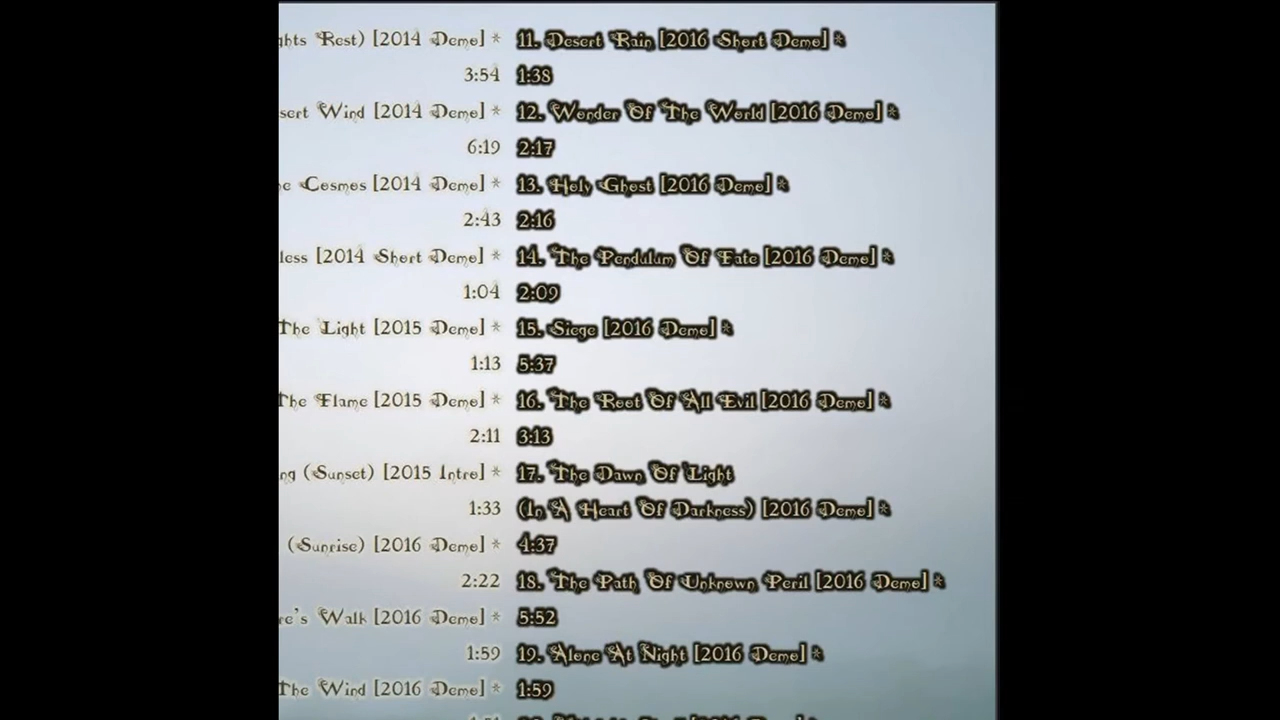 ghts Rest) [2014 Demo] *
3:54
sert Wind [2014 Demo] *
6:19
e Cosmos [2014 Demo] *
2:43
less [2014 Short Demo] *
1:04
The Light [2015 Demo] *
1:13
The Flame [2015 Demo] *
2:11
ng (Sunset) [2015 Intro] *
1:33
(Sunrise) [2016 Demo] *
2:22
re's Walk [2016 Demo] *
1:59
The Wind [2016 Demo] *
11. Desert Rain [2016 Short Demo] *
1:38
12. Wonder Of The World [2016 Demo] *
2:17
13. Holy Ghost [2016 Demo] *
2:16
14. The Pendulum Of Fate [2016 Demo] *
2:09
15. Siege [2016 Demo] *
5:37
16. The Root Of All Evil [2016 Demo] *
3:13
17. The Dawn Of Light
(In A Heart Of Darkness) [2016 Demo] *
4:37
18. The Path Of Unknown Peril [2016 Demo] *
5:52
19. Alone At Night [2016 Demo] *
1:59